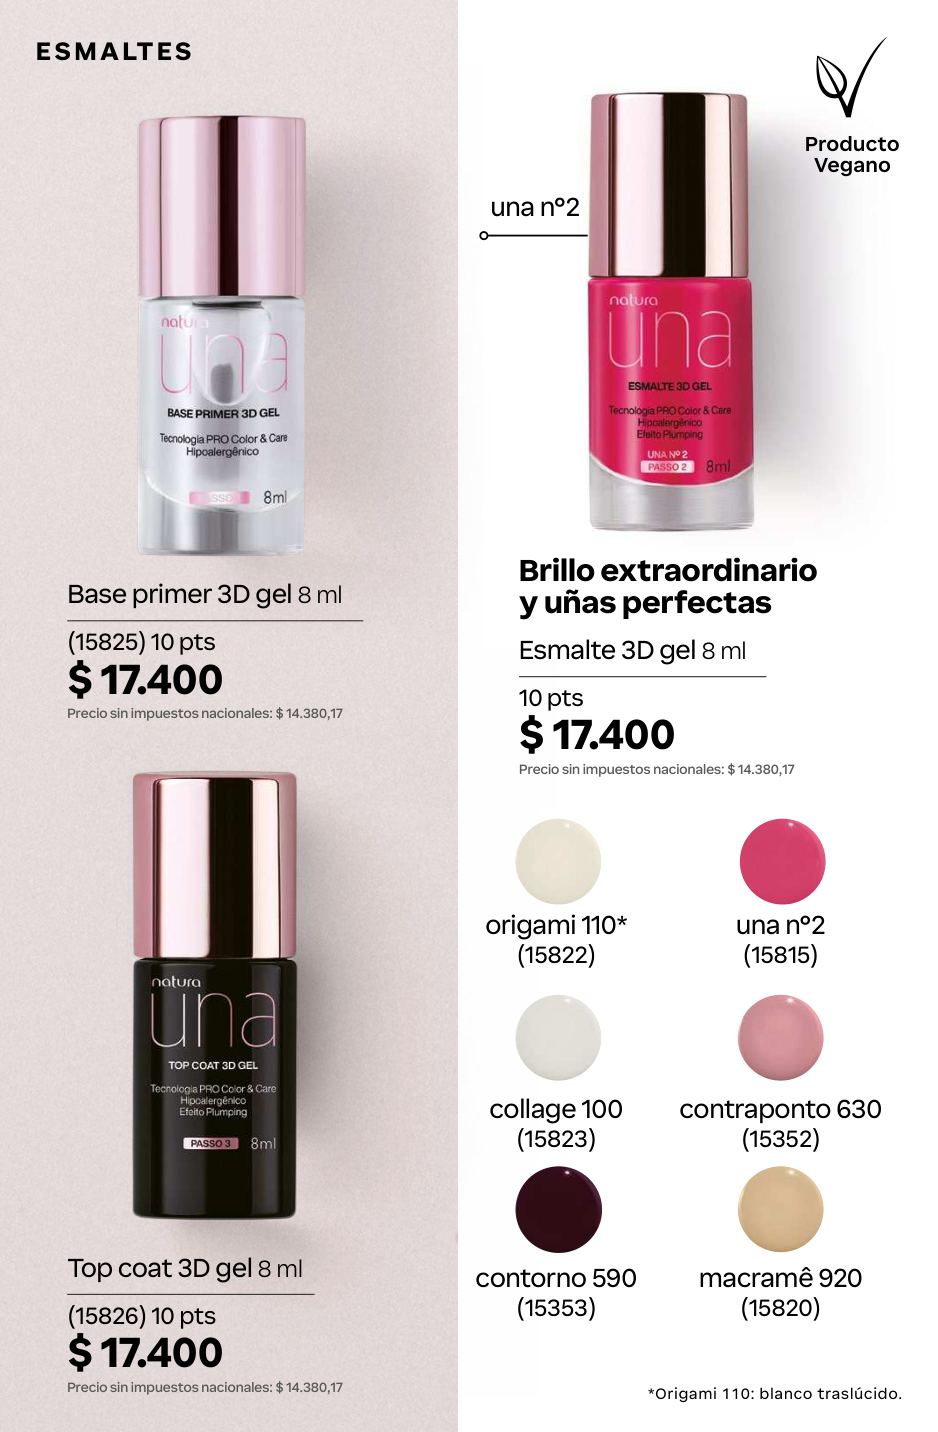 ESMALTES
natura
una
BASE PRIMER 3D GEL
Tecnologia PRO Color & Care
Hipoalergênico
8ml
Base primer 3D gel 8 ml
(15825) 10 pts
$ 17.400
Precio sin impuestos nacionales: $ 14.380,17
natura
una
TOP COAT 3D GEL
Tecnologia PRO Color & Care
Hipoalergênico
Efeito Plumping
PASSO 3 8ml
Top coat 3D gel 8 ml
(15826) 10 pts
$ 17.400
Precio sin impuestos nacionales: $ 14.380,17
Producto
Vegano
una nº2
natura
una
ESMALTE 3D GEL
Tecnologia PRO Color & Care
Hipoalergênico
Efeito Plumping
UNA Nº 2
PASSO 2 8ml
Brillo extraordinario
y uñas perfectas
Esmalte 3D gel 8 ml
10 pts
$ 17.400
Precio sin impuestos nacionales: $ 14.380,17
origami 110*
(15822)
una nº2
(15815)
collage 100
(15823)
contraponto 630
(15352)
contorno 590
(15353)
macramê 920
(15820)
*Origami 110: blanco traslúcido.